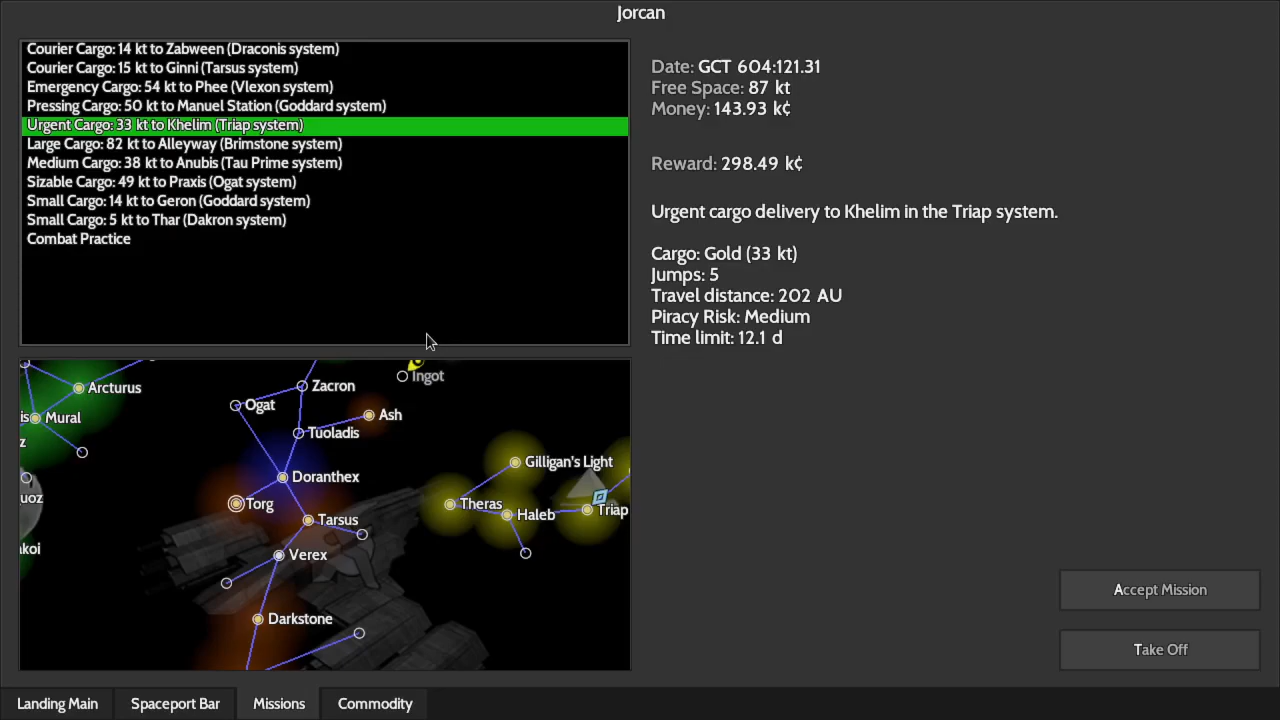 Jorcan
Courier Cargo: 14 kt to Zabween (Draconis system)
Courier Cargo: 15 kt to Ginni (Tarsus system)
Emergency Cargo: 54 kt to Phee (Vlexon system)
Pressing Cargo: 50 kt to Manuel Station (Goddard system)
Urgent Cargo: 33 kt to Khelim (Triap system)
Large Cargo: 82 kt to Alleyway (Brimstone system)
Medium Cargo: 38 kt to Anubis (Tau Prime system)
Sizable Cargo: 49 kt to Praxis (Ogat system)
Small Cargo: 14 kt to Geron (Goddard system)
Small Cargo: 5 kt to Thar (Dakron system)
Combat Practice
Date: GCT 604:121.31
Free Space: 87 kt
Money: 143.93 k¢
Reward: 298.49 k¢
Urgent cargo delivery to Khelim in the Triap system.
Cargo: Gold (33 kt)
Jumps: 5
Travel distance: 202 AU
Piracy Risk: Medium
Time limit: 12.1 d
Ingot
Zacron
Arcturus
Ogat
Ash
is
Mural
Tuoladis
z
Gilligan's Light
Doranthex
uoz
Torg
Theras
Triap
Haleb
Tarsus
akoi
Verex
Darkstone
Accept Mission
Take Off
Landing Main
Spaceport Bar
Missions
Commodity